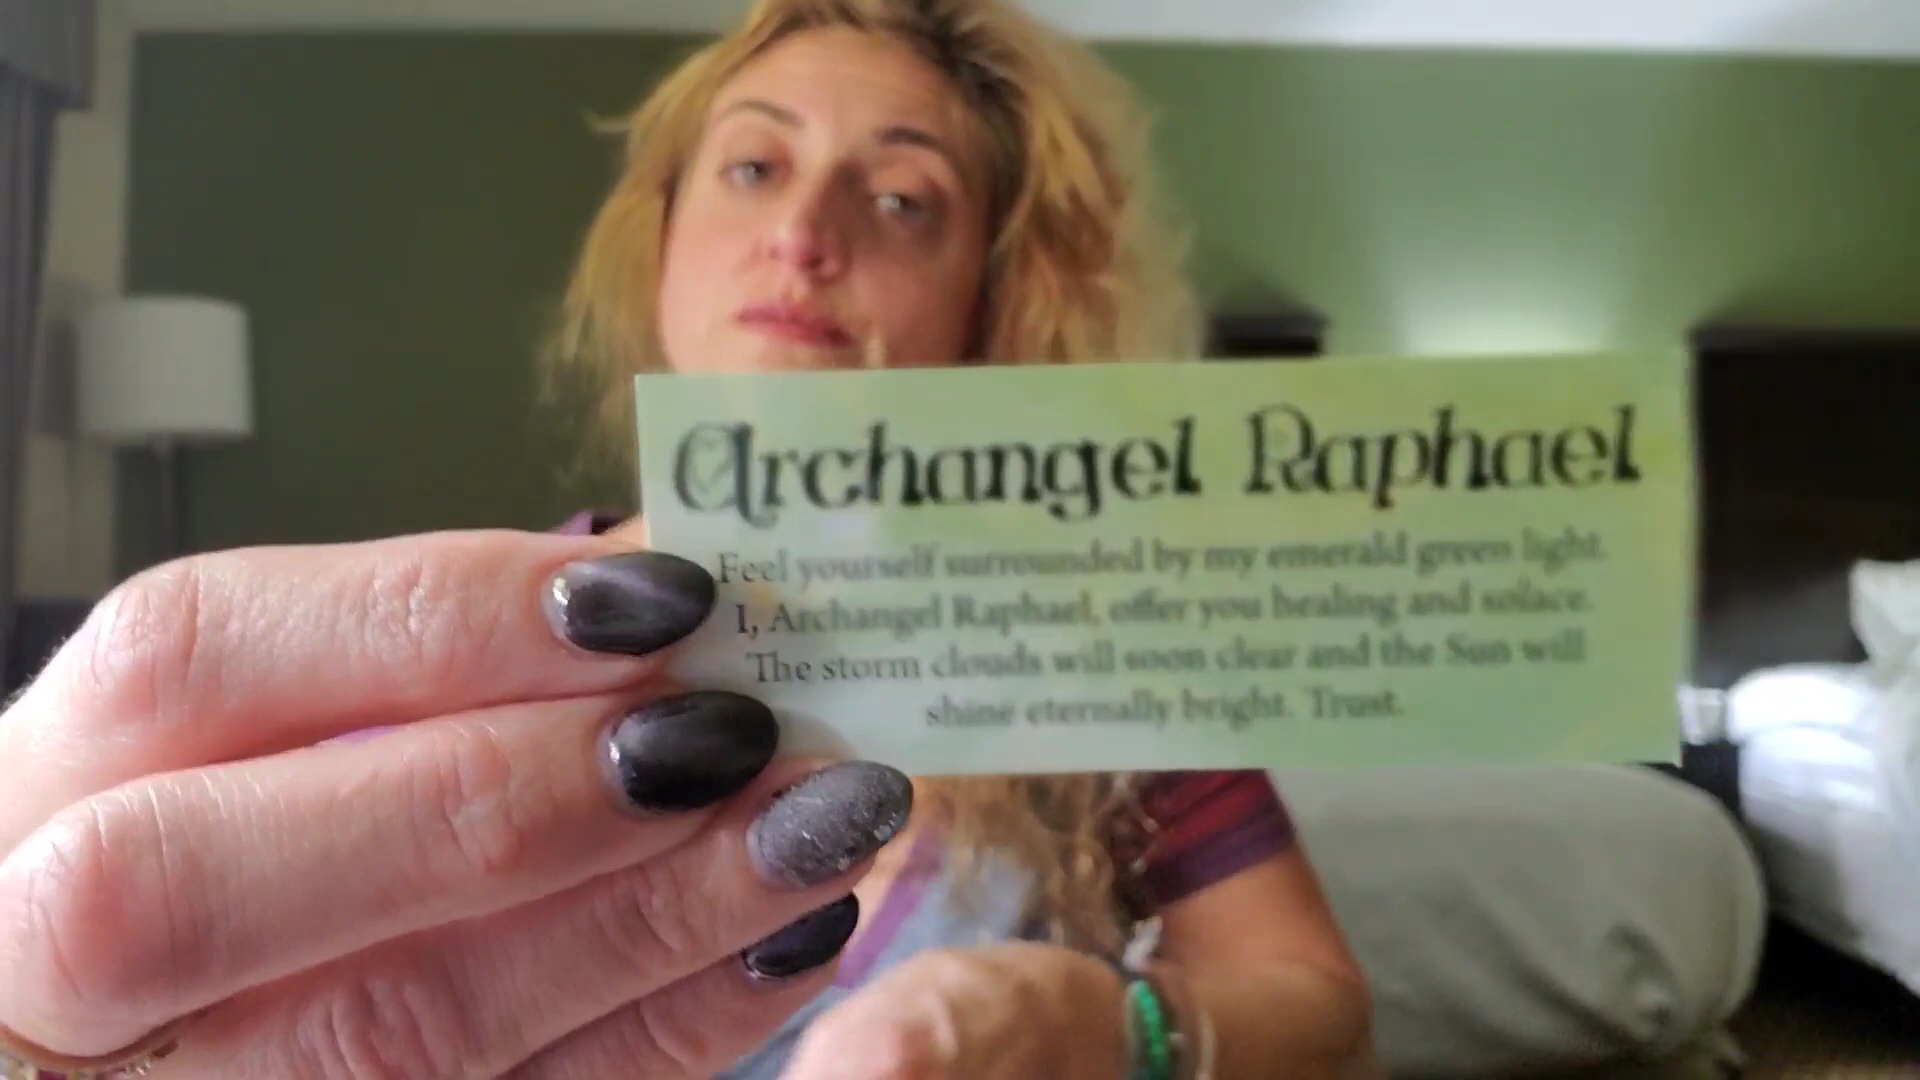 Archangel Raphael
Feel yourself surrounded by my emerald green light.
I, Archangel Raphael, offer you healing and solace.
The storm clouds will soon clear and the Sun will
shine eternally bright. Trust.